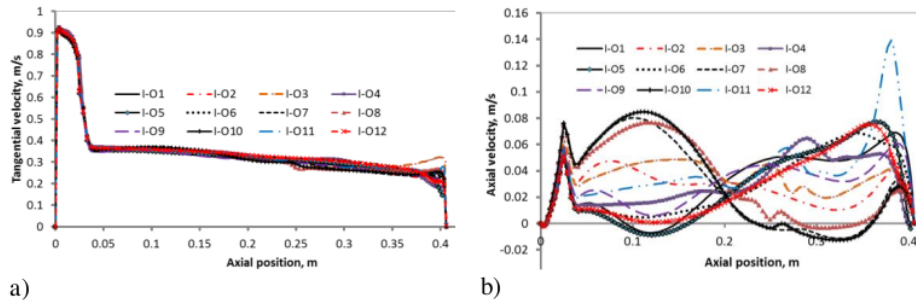 a)
Tangential velocity, m/s
1
0.9
0.8
0.7
0.6
0.5
0.4
0.3
0.2
0.1
0
I-O1 I-O2 I-O3 I-O4
I-O5 I-O6 I-O7 I-O8
I-O9 I-O10 I-O11 I-O12
0 0.05 0.1 0.15 0.2 0.25 0.3 0.35 0.4
Axial position, m
b)
Axial velocity, m/s
0.16
0.14
0.12
0.1
0.08
0.06
0.04
0.02
0
-0.02
I-O1 I-O2 I-O3 I-O4
I-O5 I-O6 I-O7 I-O8
I-O9 I-O10 I-O11 I-O12
0 0.1 0.2 0.3 0.4
Axial position, m